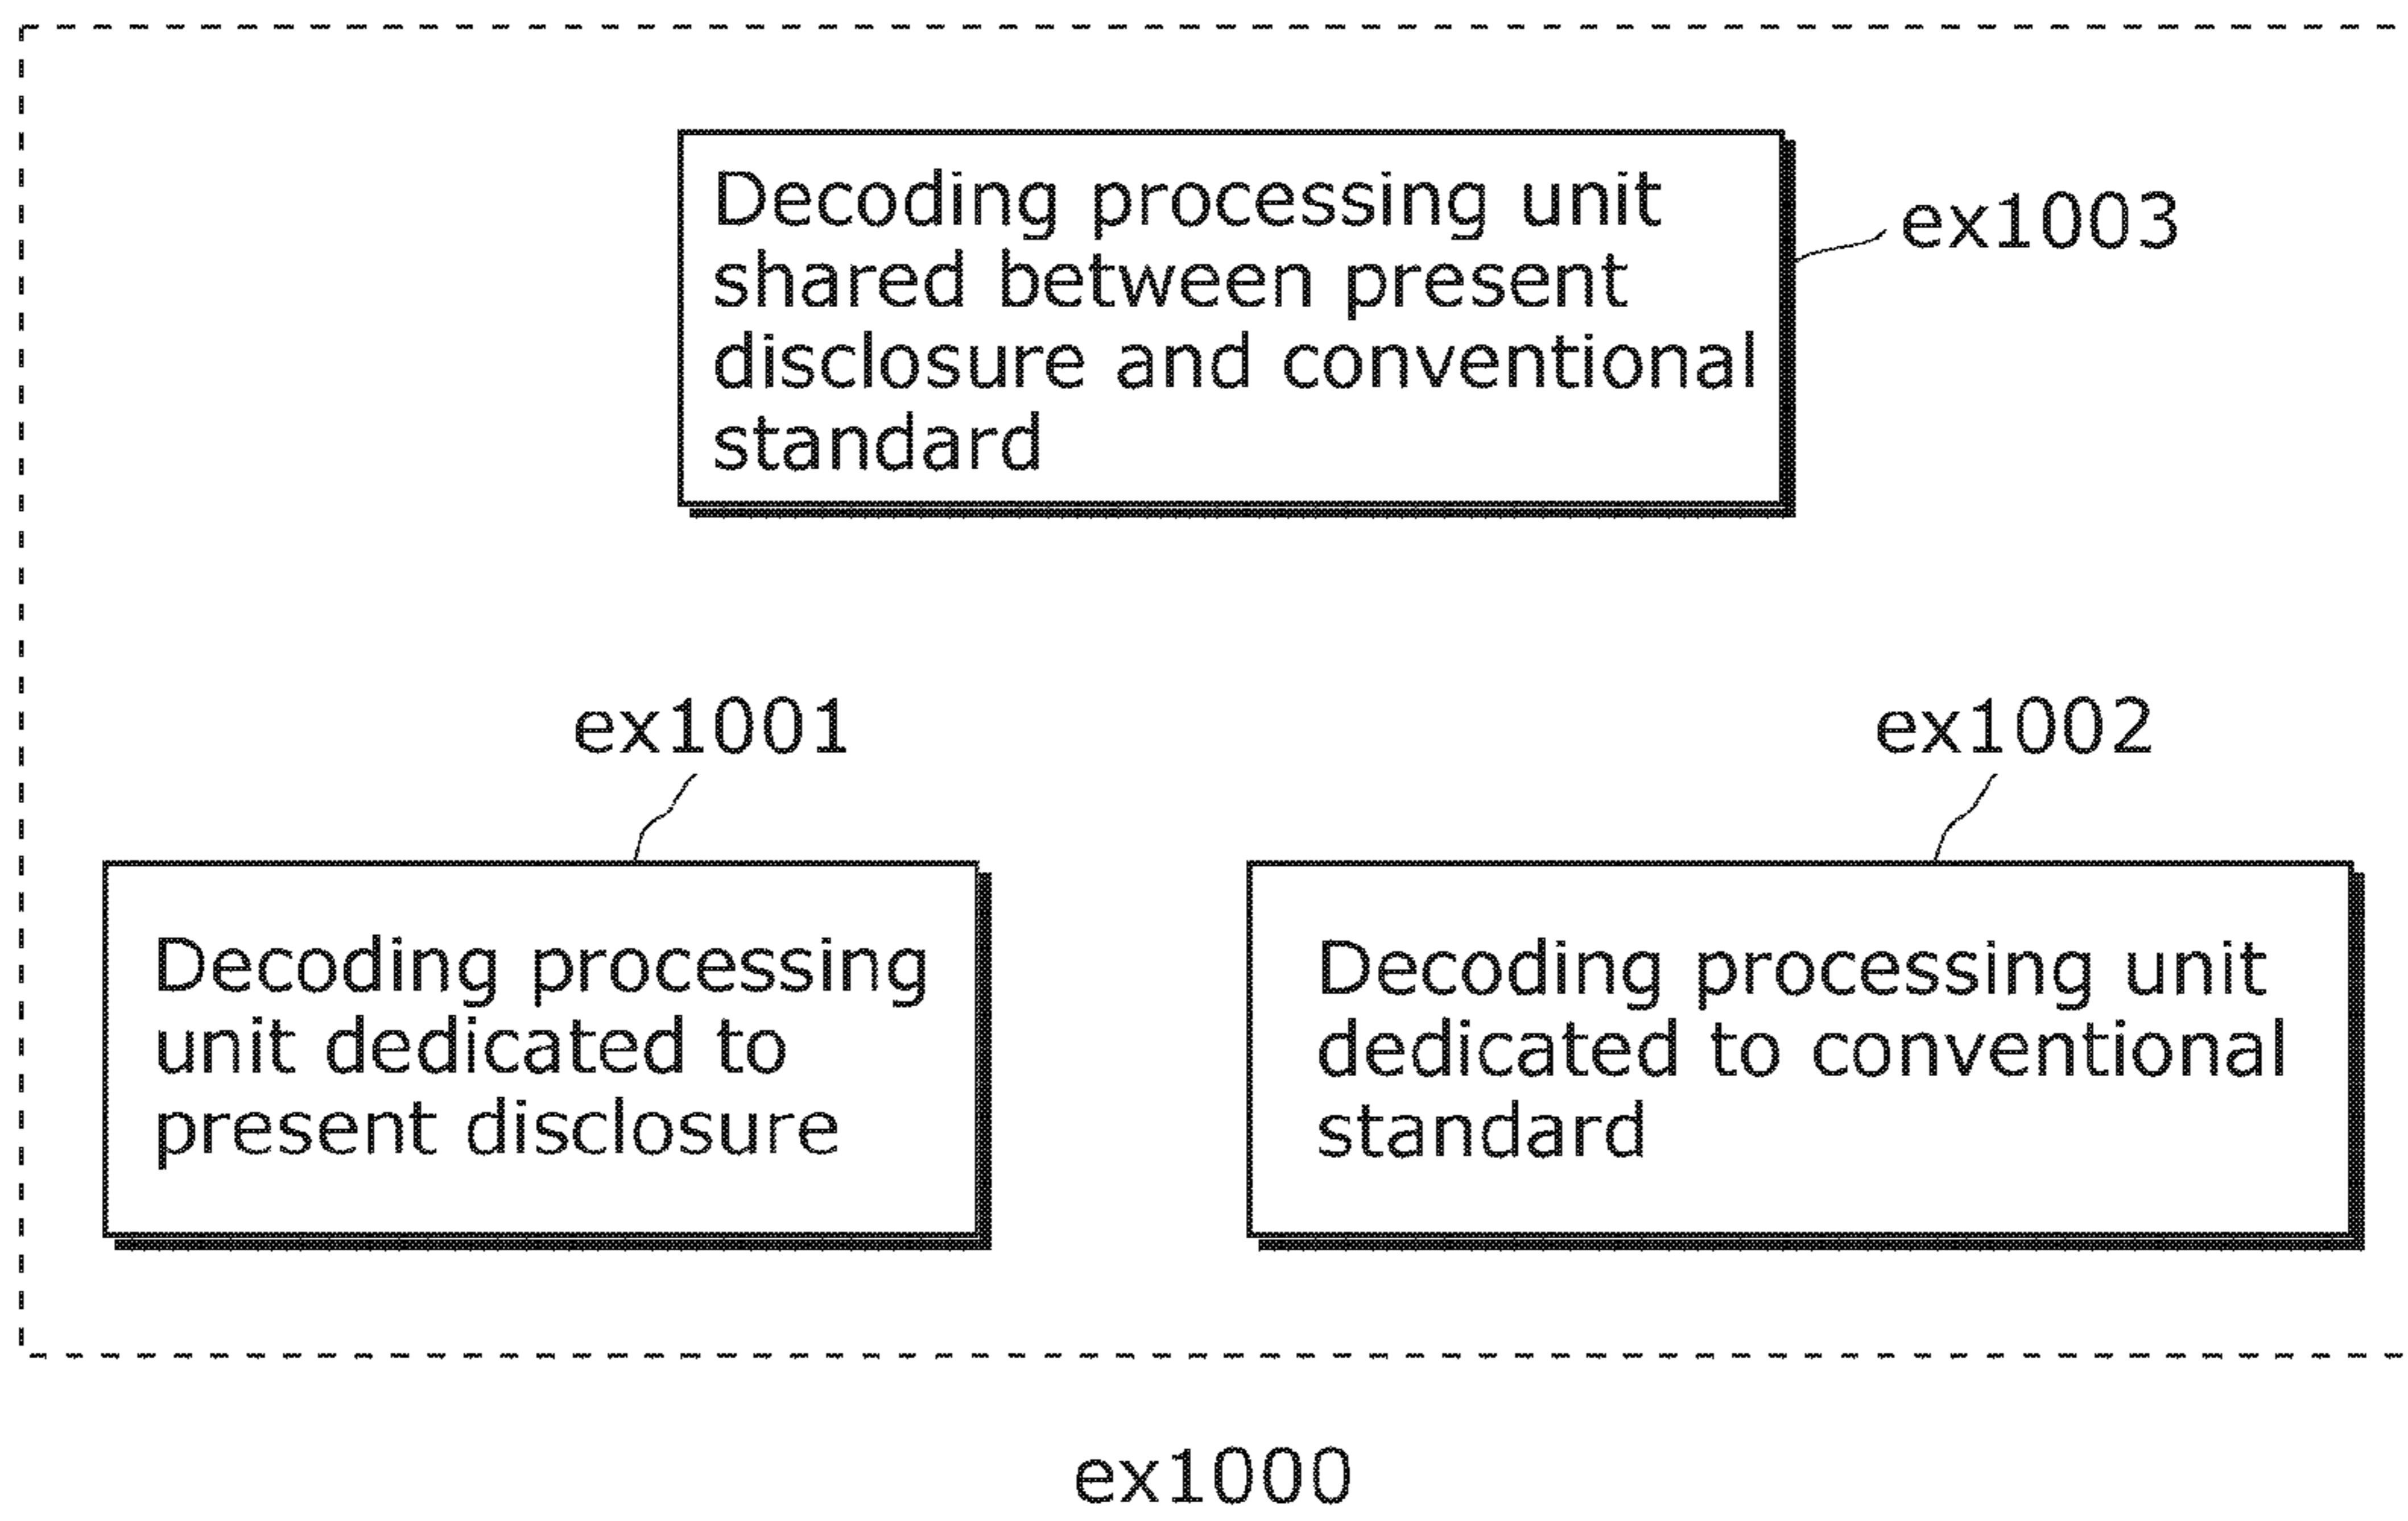 Decoding processing unit
shared between present
disclosure and conventional
standard
ex1003
ex1001
ex1002
Decoding processing
unit dedicated to
present disclosure
Decoding processing unit
dedicated to conventional
standard
ex1000